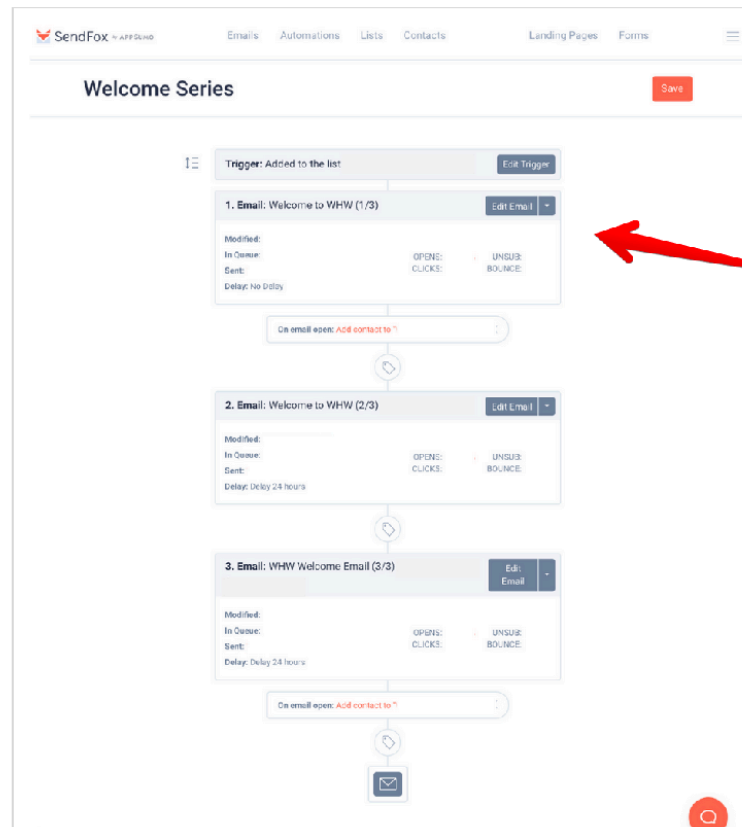 SendFox BY APPSUMO
Emails Automations Lists Contacts Landing Pages Forms
Welcome Series
Save
Trigger: Added to the list
Edit Trigger
1. Email: Welcome to WHW (1/3)
Edit Email
Modified:
In Queue:
OPENS: UNSUB:
Sent:
CLICKS: BOUNCE:
Delay: No Delay
On email open: Add contact to "
2. Email: Welcome to WHW (2/3)
Edit Email
Modified:
In Queue:
OPENS: UNSUB:
Sent:
CLICKS: BOUNCE:
Delay: Delay 24 hours
3. Email: WHW Welcome Email (3/3)
Edit
Email
Modified:
In Queue:
OPENS: UNSUB:
Sent:
CLICKS: BOUNCE:
Delay: Delay 24 hours
On email open: Add contact to "